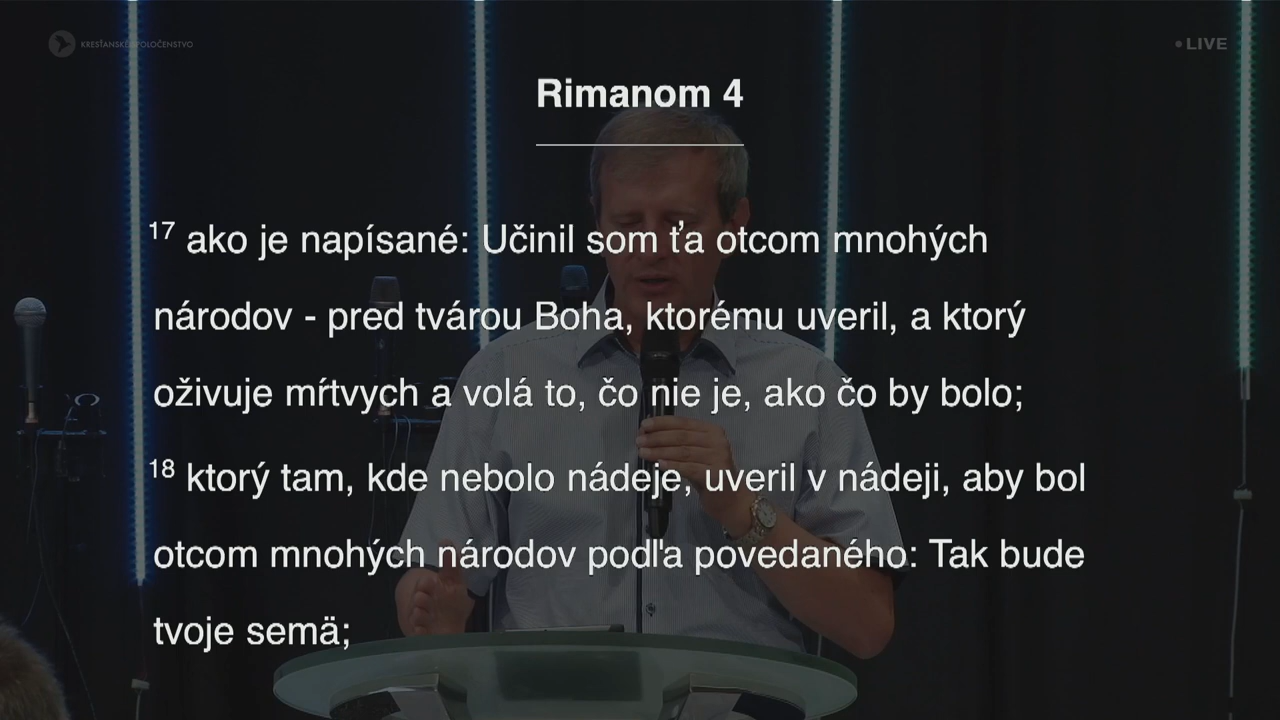 KRESŤANSKÉ SPOLOČENSTVO
LIVE
Rimanom 4
17 ako je napísané: Učinil som ťa otcom mnohých
národov - pred tvárou Boha, ktorému uveril, a ktorý
oživuje mŕtvych a volá to, čo nie je, ako čo by bolo;
18 ktorý tam, kde nebolo nádeje, uveril v nádeji, aby bol
otcom mnohých národov podľa povedaného: Tak bude
tvoje semä;